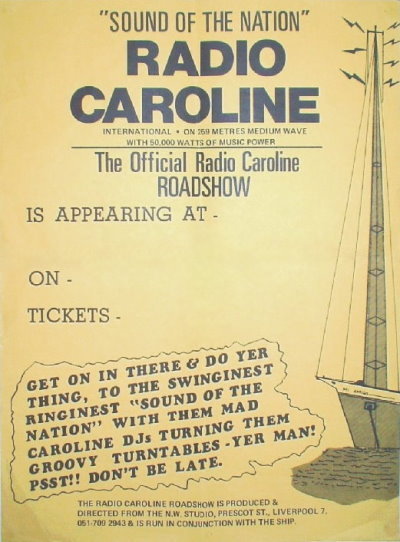 "SOUND OF THE NATION"
RADIO
CAROLINE
INTERNATIONAL • ON 259 METRES MEDIUM WAVE
WITH 50,000 WATTS OF MUSIC POWER
The Official Radio Caroline
ROADSHOW
IS APPEARING AT -
ON -
TICKETS -
GET ON IN THERE & DO YER
THING, TO THE SWINGINEST
RINGINEST "SOUND OF THE
NATION" WITH THEM MAD
CAROLINE DJs TURNING THEM
GROOVY TURNTABLES -YER MAN!
PSST!! DON'T BE LATE.
THE RADIO CAROLINE ROADSHOW IS PRODUCED &
DIRECTED FROM THE N.W. STUDIO, PRESCOT ST., LIVERPOOL 7.
051-709 2943 & IS RUN IN CONJUNCTION WITH THE SHIP.